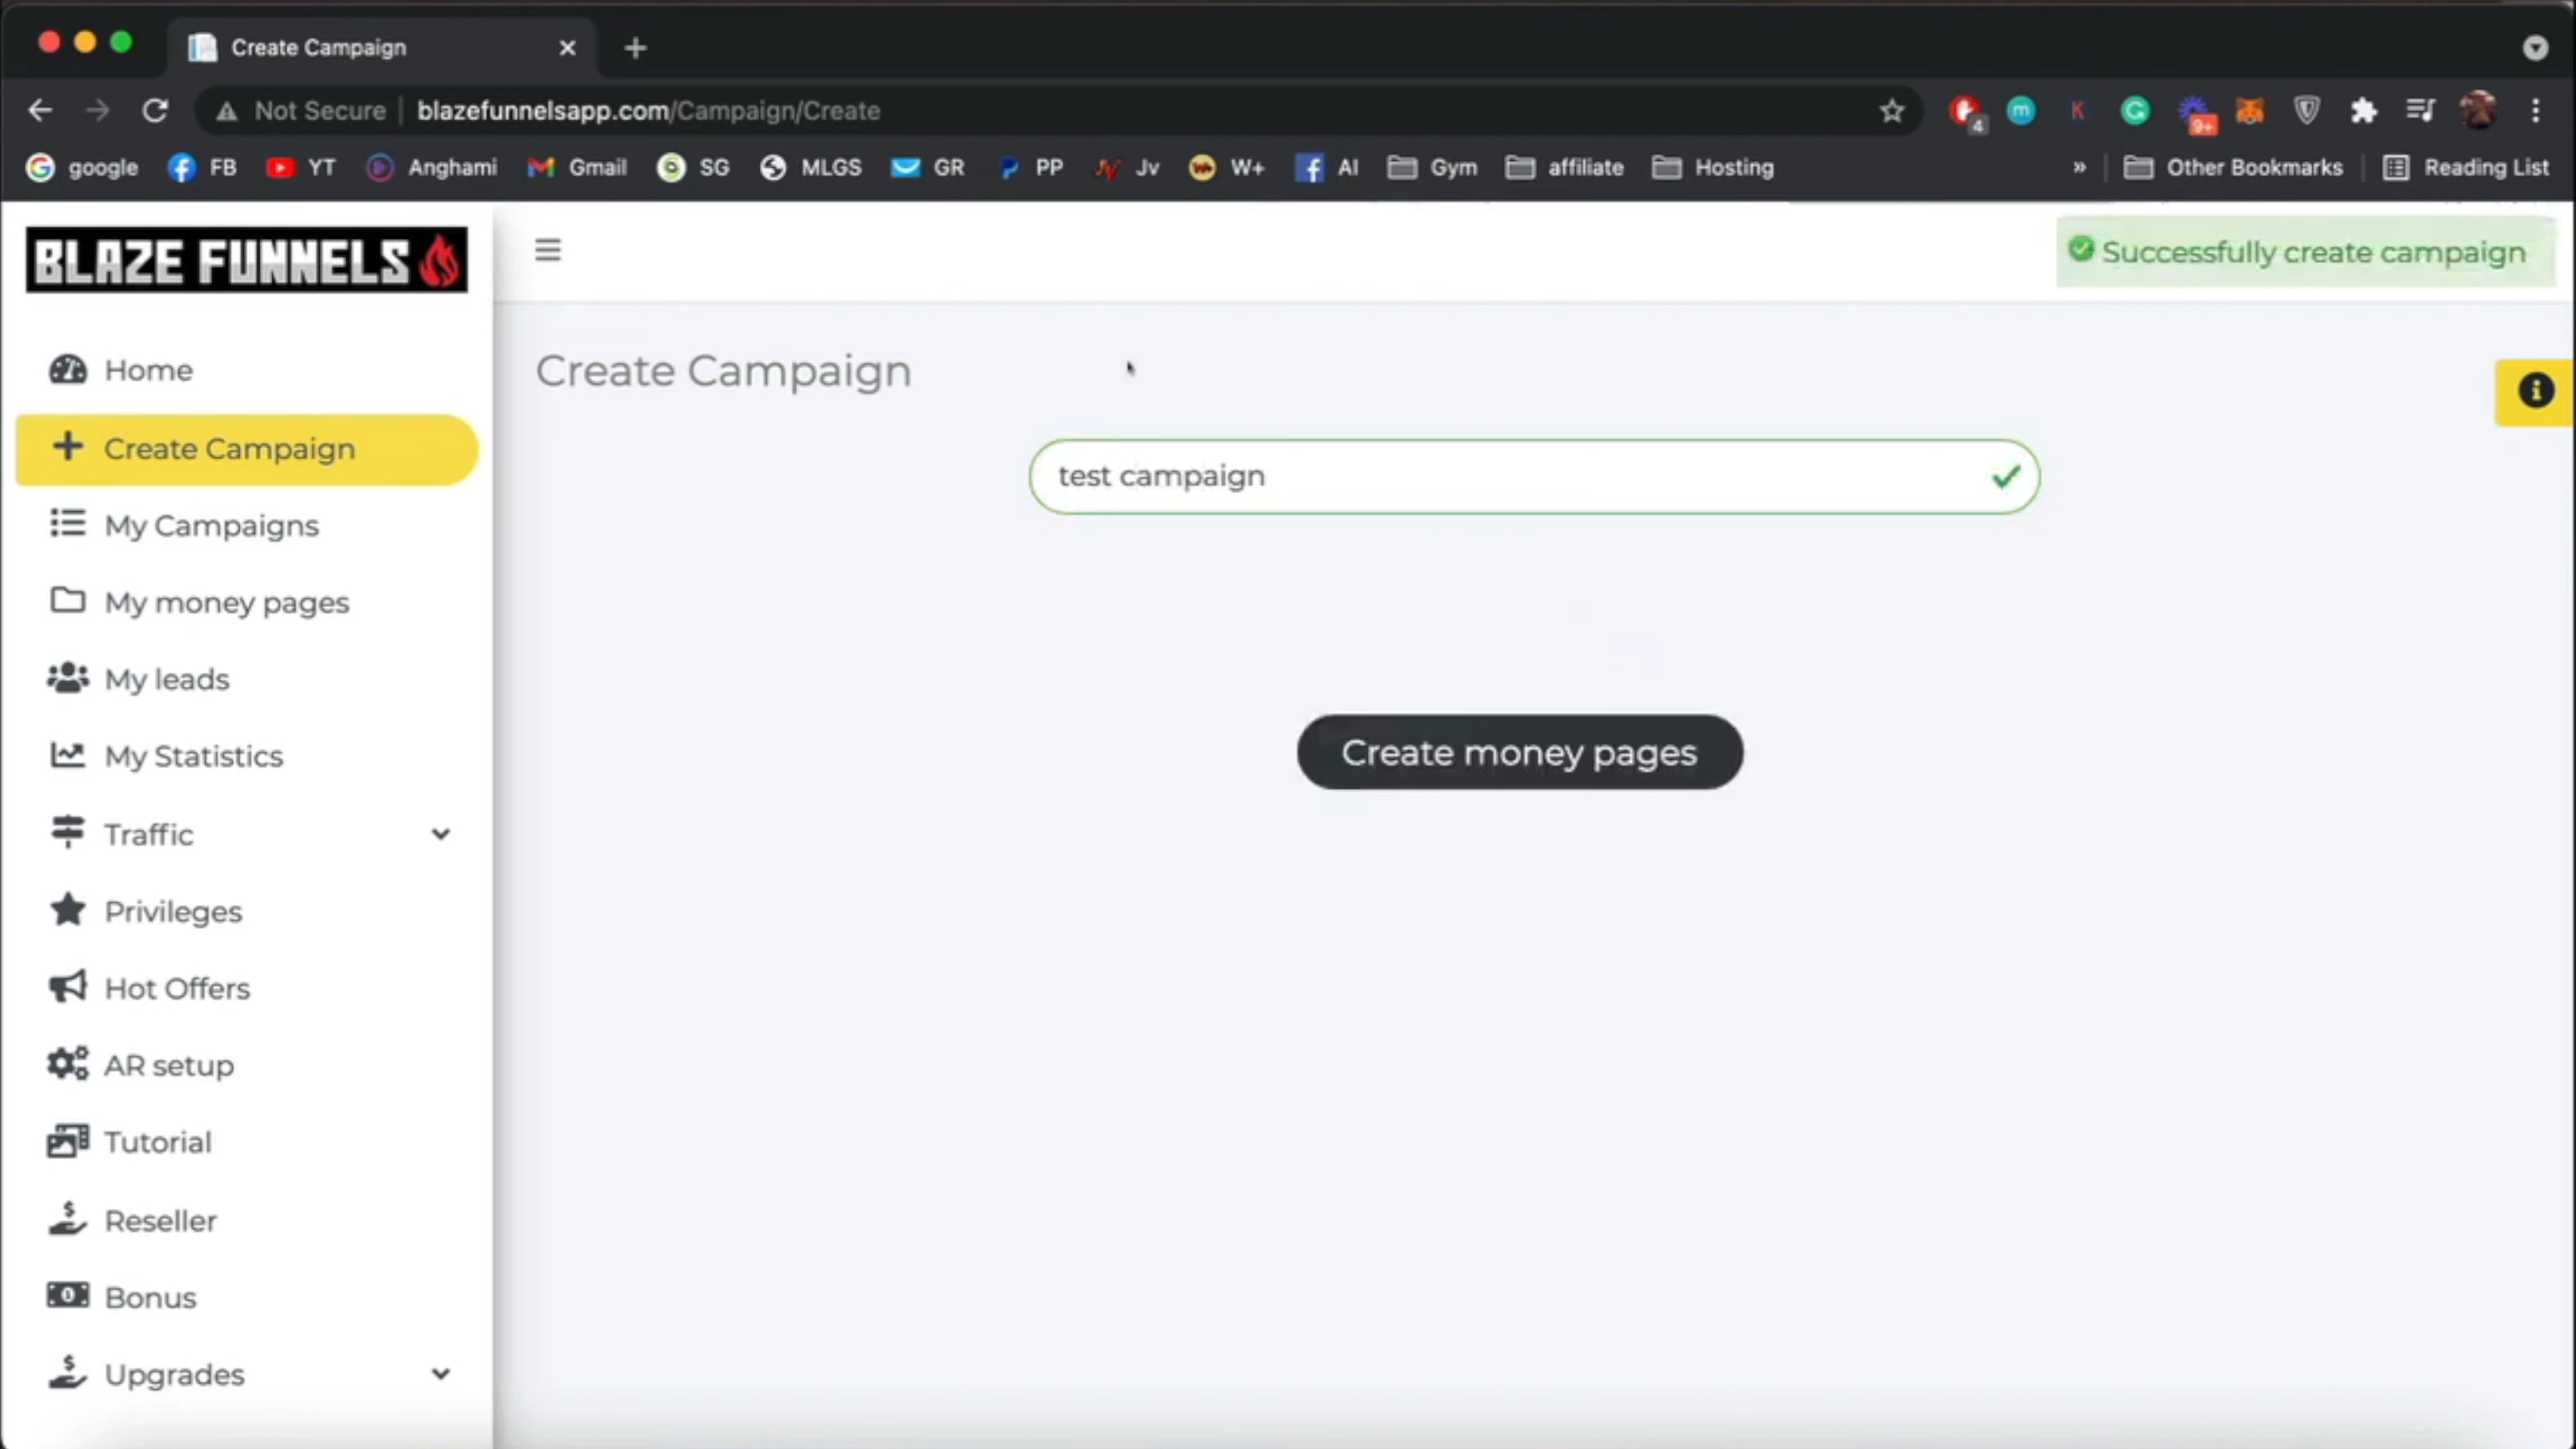 Create Campaign
Not Secure
blazefunnelsapp.com/Campaign/Create
4
m
K
9+
google
FB
YT
Anghami
Gmail
SG
MLGS
GR
PP
Jv
W+
AI
Gym
affiliate
Hosting
»
Other Bookmarks
Reading List
BLAZE FUNNELS
Successfully create campaign
Home
Create Campaign
My Campaigns
My money pages
My leads
My Statistics
Traffic
Privileges
Hot Offers
AR setup
Tutorial
Reseller
Bonus
Upgrades
Create Campaign
test campaign
Create money pages